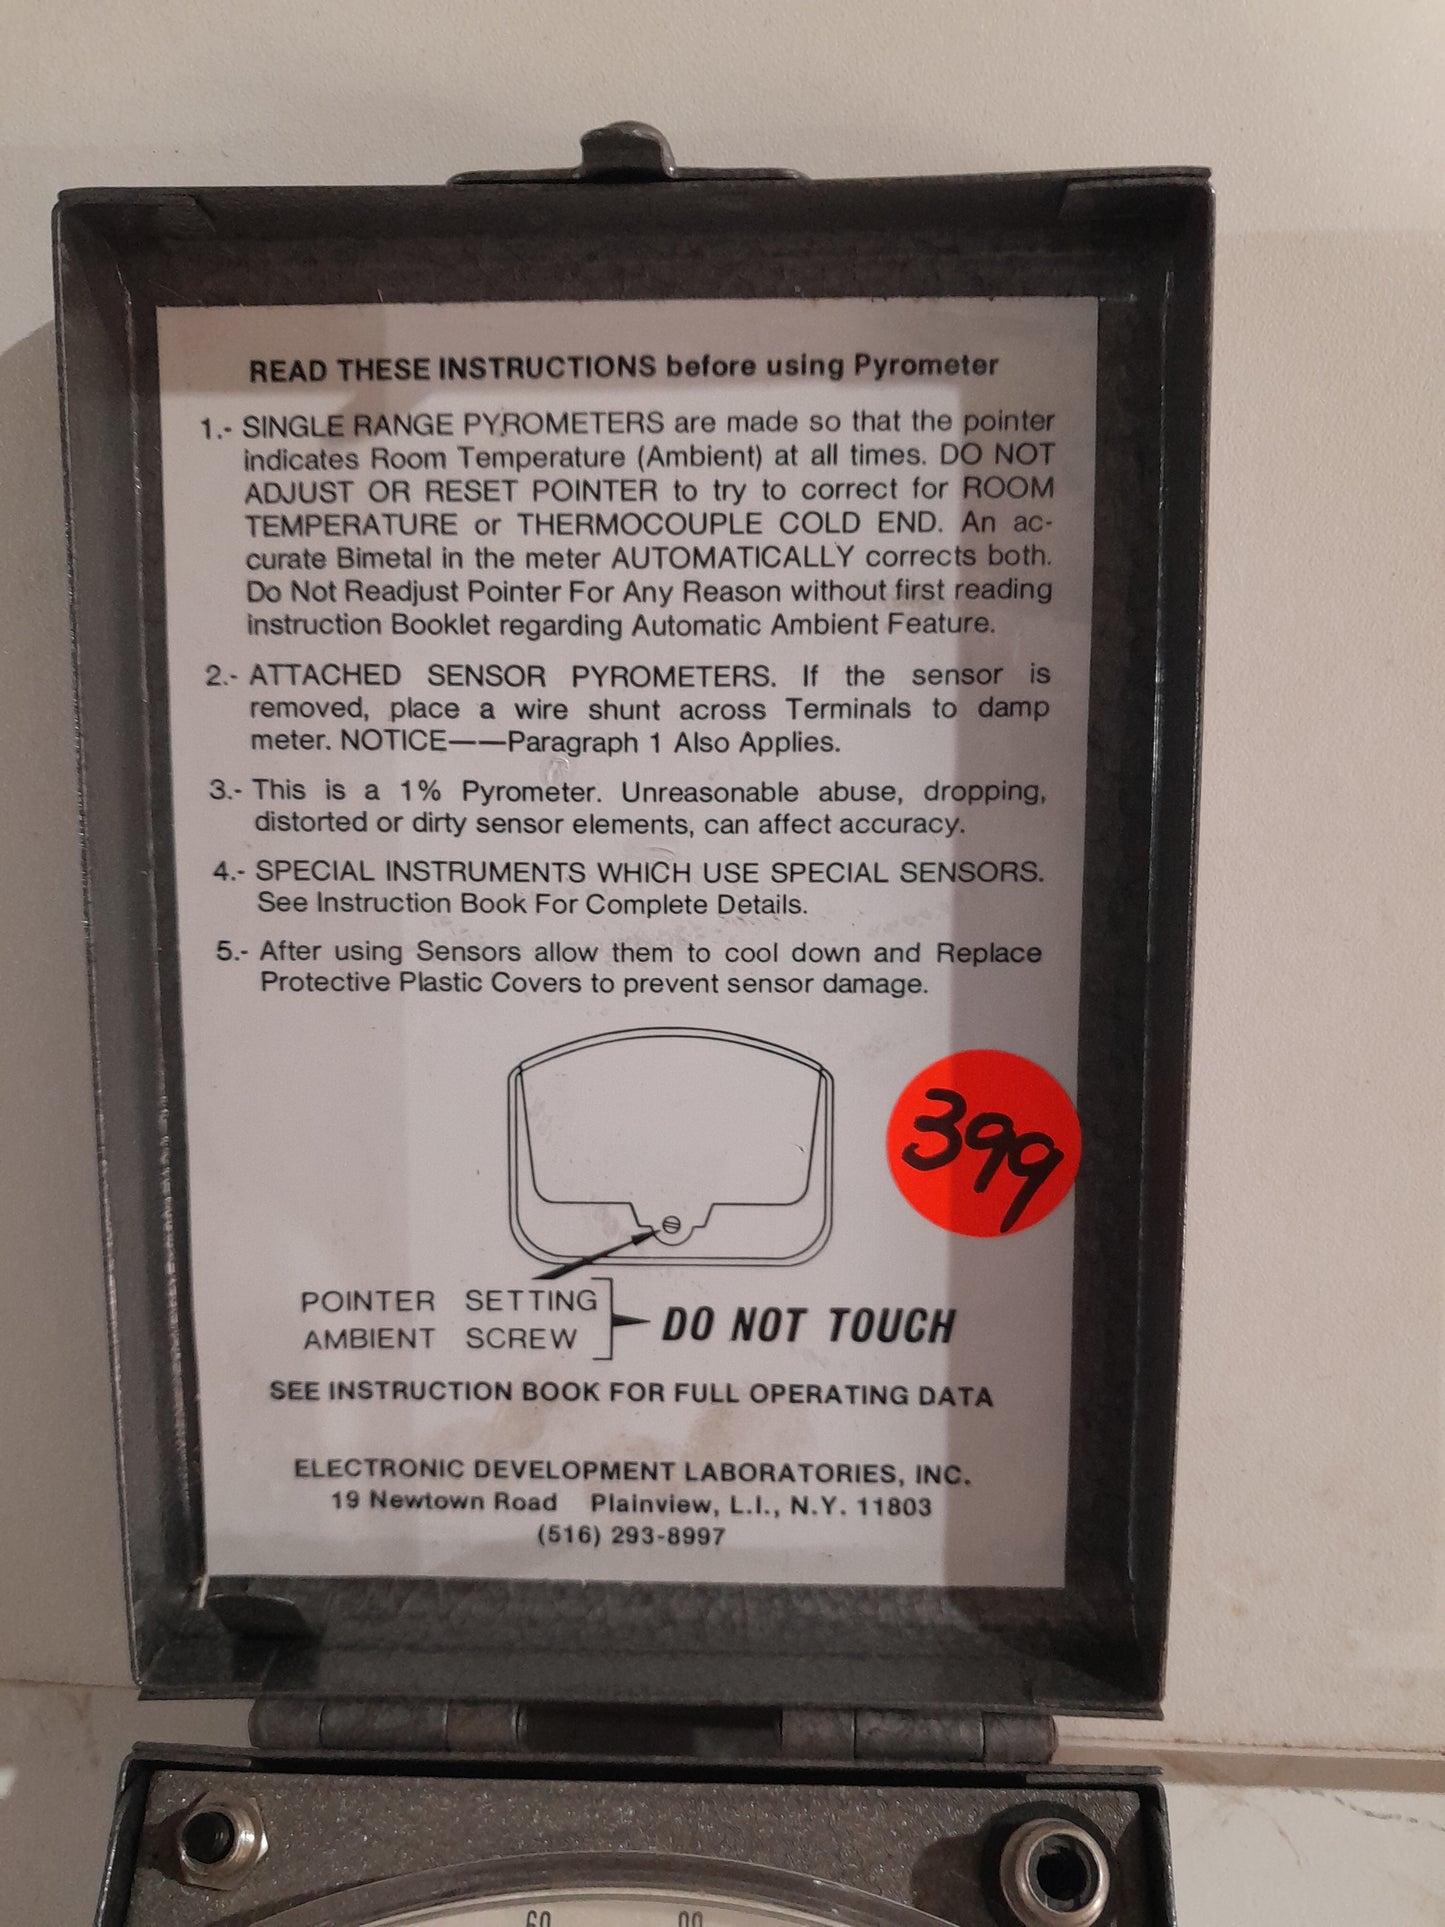 READ THESE INSTRUCTIONS before using Pyrometer
1.- SINGLE RANGE PYROMETERS are made so that the pointer
indicates Room Temperature (Ambient) at all times. DO NOT
ADJUST OR RESET POINTER to try to correct for ROOM
TEMPERATURE or THERMOCOUPLE COLD END. An ac-
curate Bimetal in the meter AUTOMATICALLY corrects both.
Do Not Readjust Pointer For Any Reason without first reading
instruction Booklet regarding Automatic Ambient Feature.
2.- ATTACHED SENSOR PYROMETERS. If the sensor is
removed, place a wire shunt across Terminals to damp
meter. NOTICE——Paragraph 1 Also Applies.
3.- This is a 1% Pyrometer. Unreasonable abuse, dropping,
distorted or dirty sensor elements, can affect accuracy.
4.- SPECIAL INSTRUMENTS WHICH USE SPECIAL SENSORS.
See Instruction Book For Complete Details.
5.- After using Sensors allow them to cool down and Replace
Protective Plastic Covers to prevent sensor damage.
399
POINTER SETTING
AMBIENT SCREW
DO NOT TOUCH
SEE INSTRUCTION BOOK FOR FULL OPERATING DATA
ELECTRONIC DEVELOPMENT LABORATORIES, INC.
19 Newtown Road Plainview, L.I., N.Y. 11803
(516) 293-8997